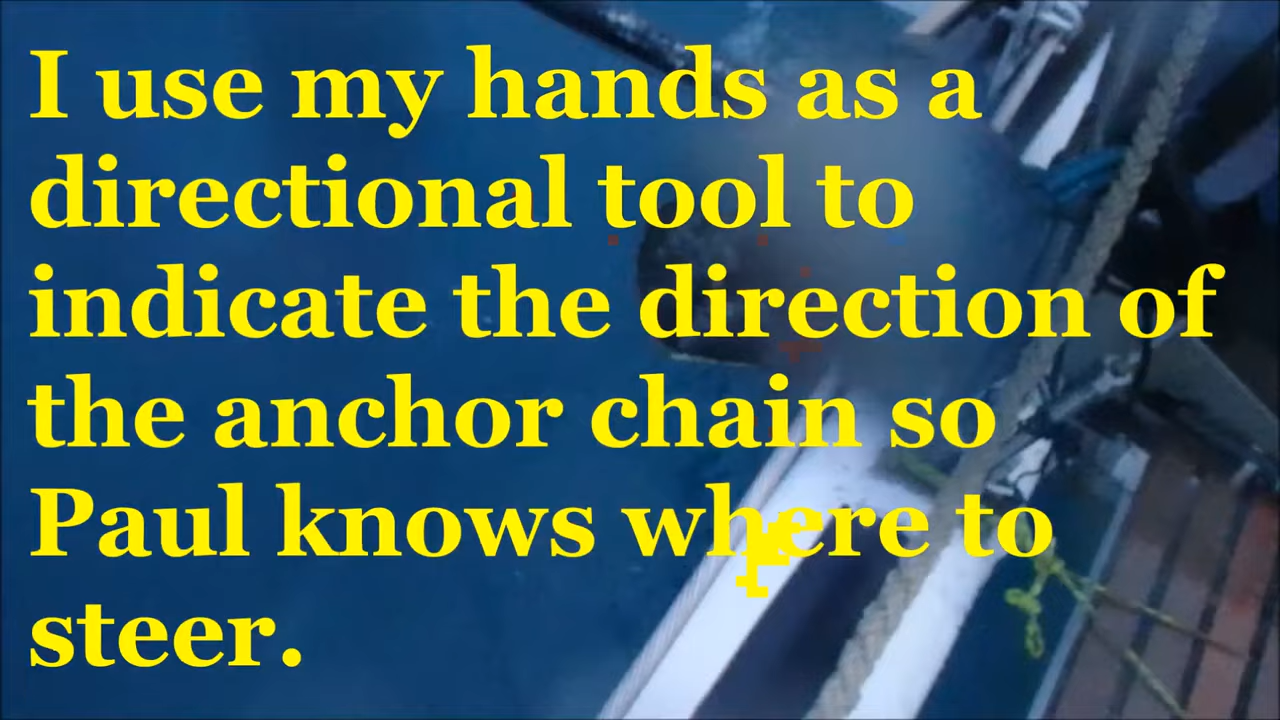 I use my hands as a
directional tool to
indicate the direction of
the anchor chain so
Paul knows where to
steer.